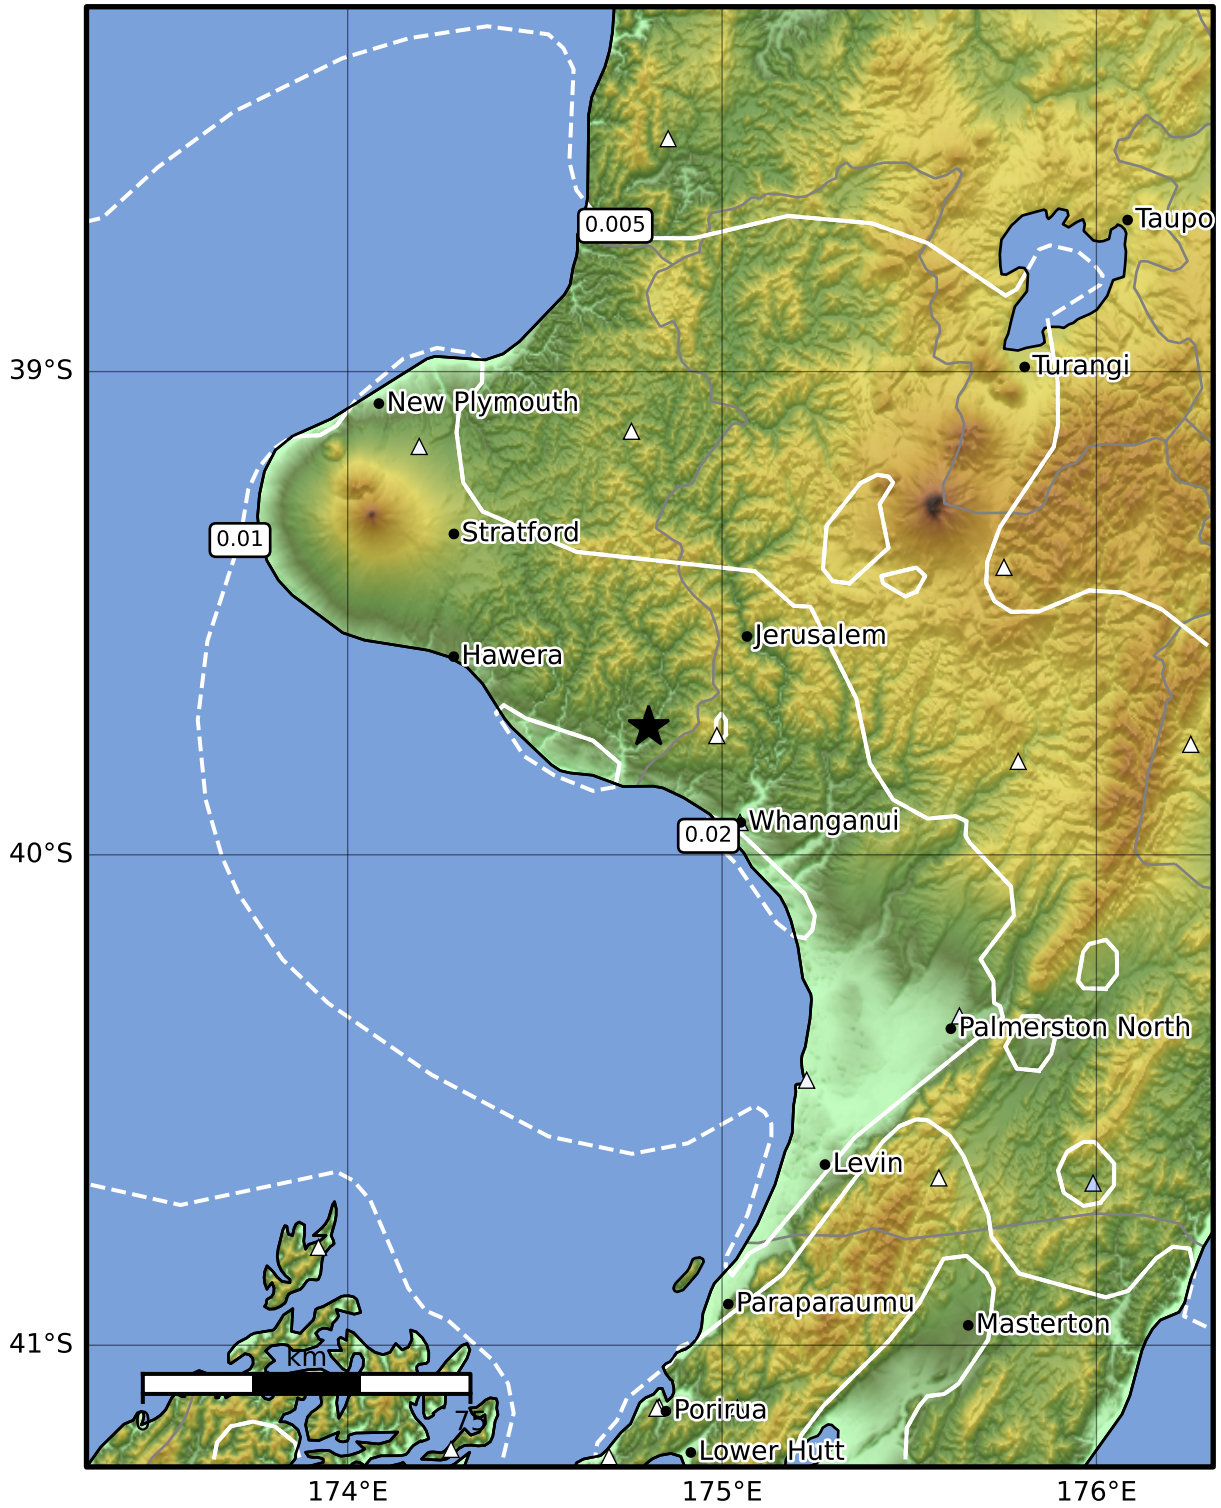 0.005
Taupo
39°S
Turangi
New Plymouth
0.01
Stratford
Jerusalem
Hawera
Whanganui
0.02
40°S
Palmerston North
Levin
Paraparaumu
Masterton
41°S
km
0
75
Porirua
Lower Hutt
174°E
175°E
176°E